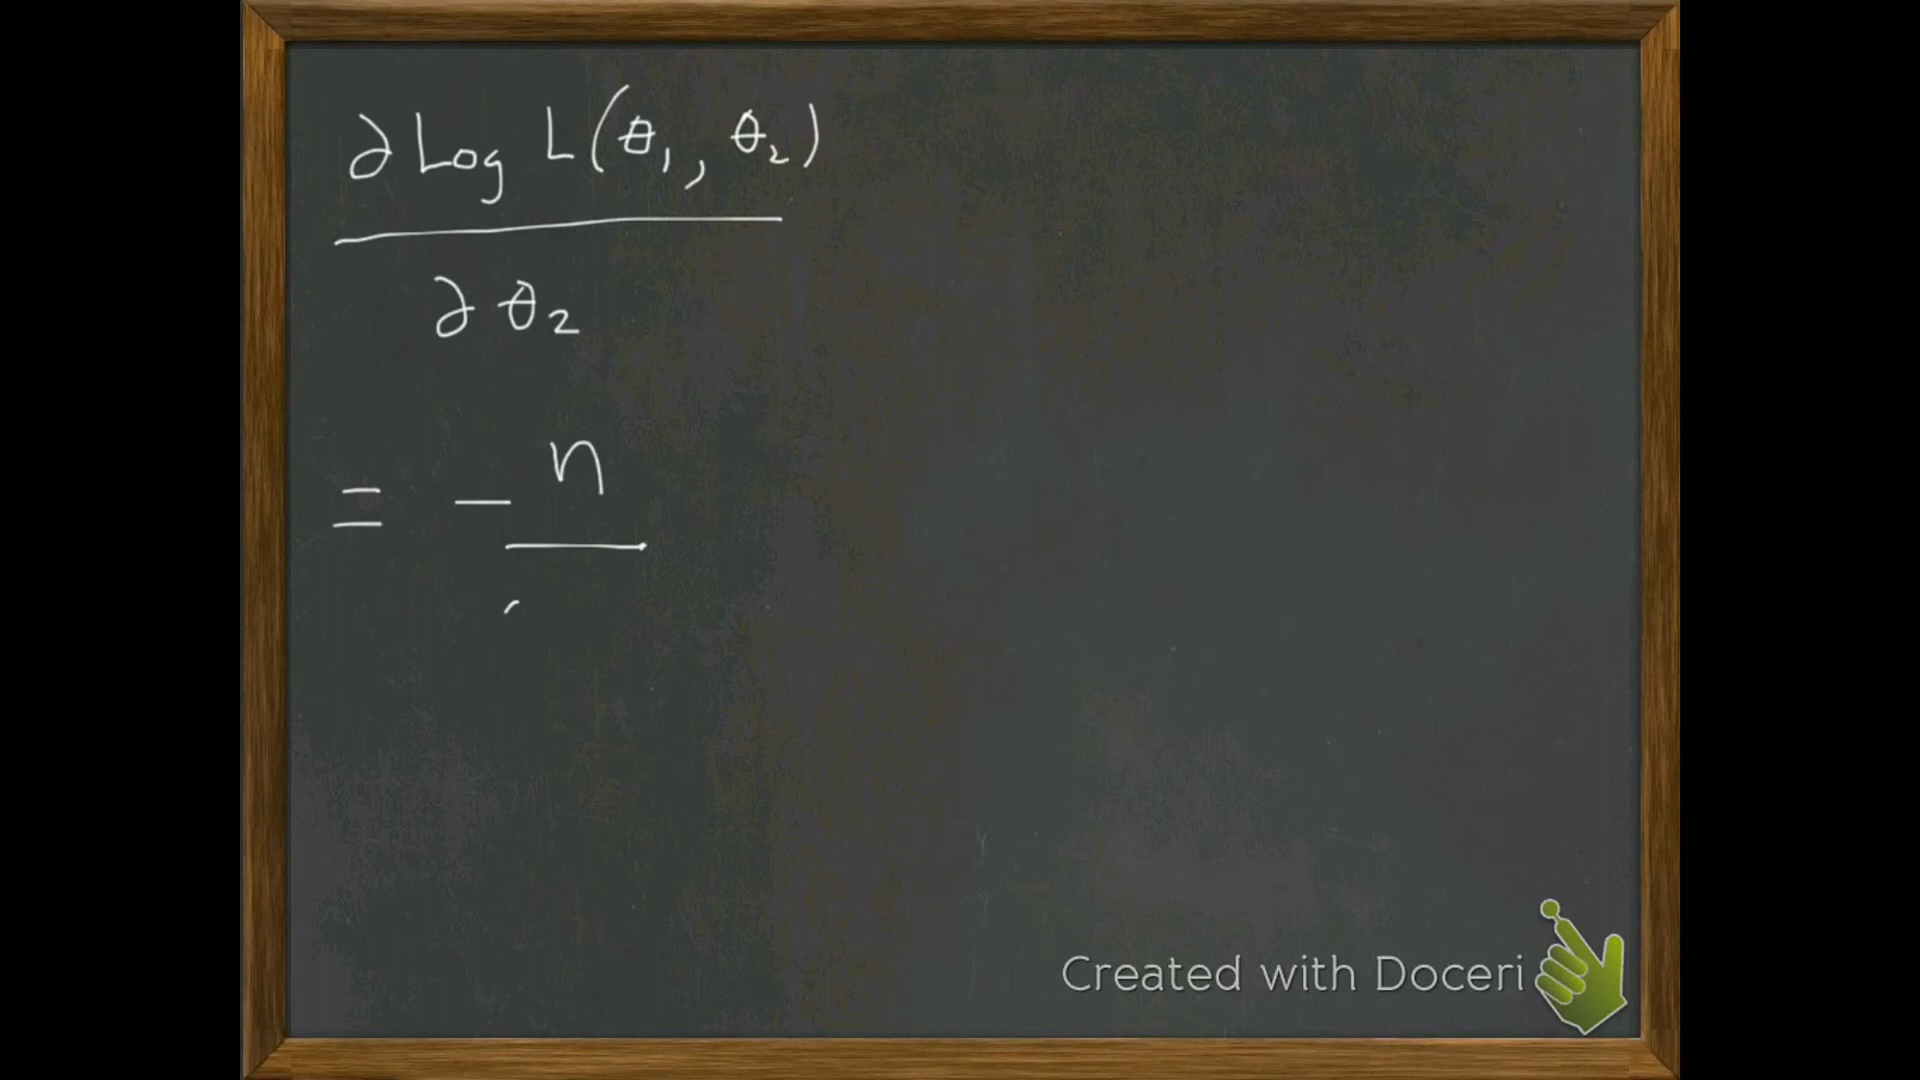 ∂ Log L(θ₁, θ₂)
∂ θ₂
= - n
Created with Doceri